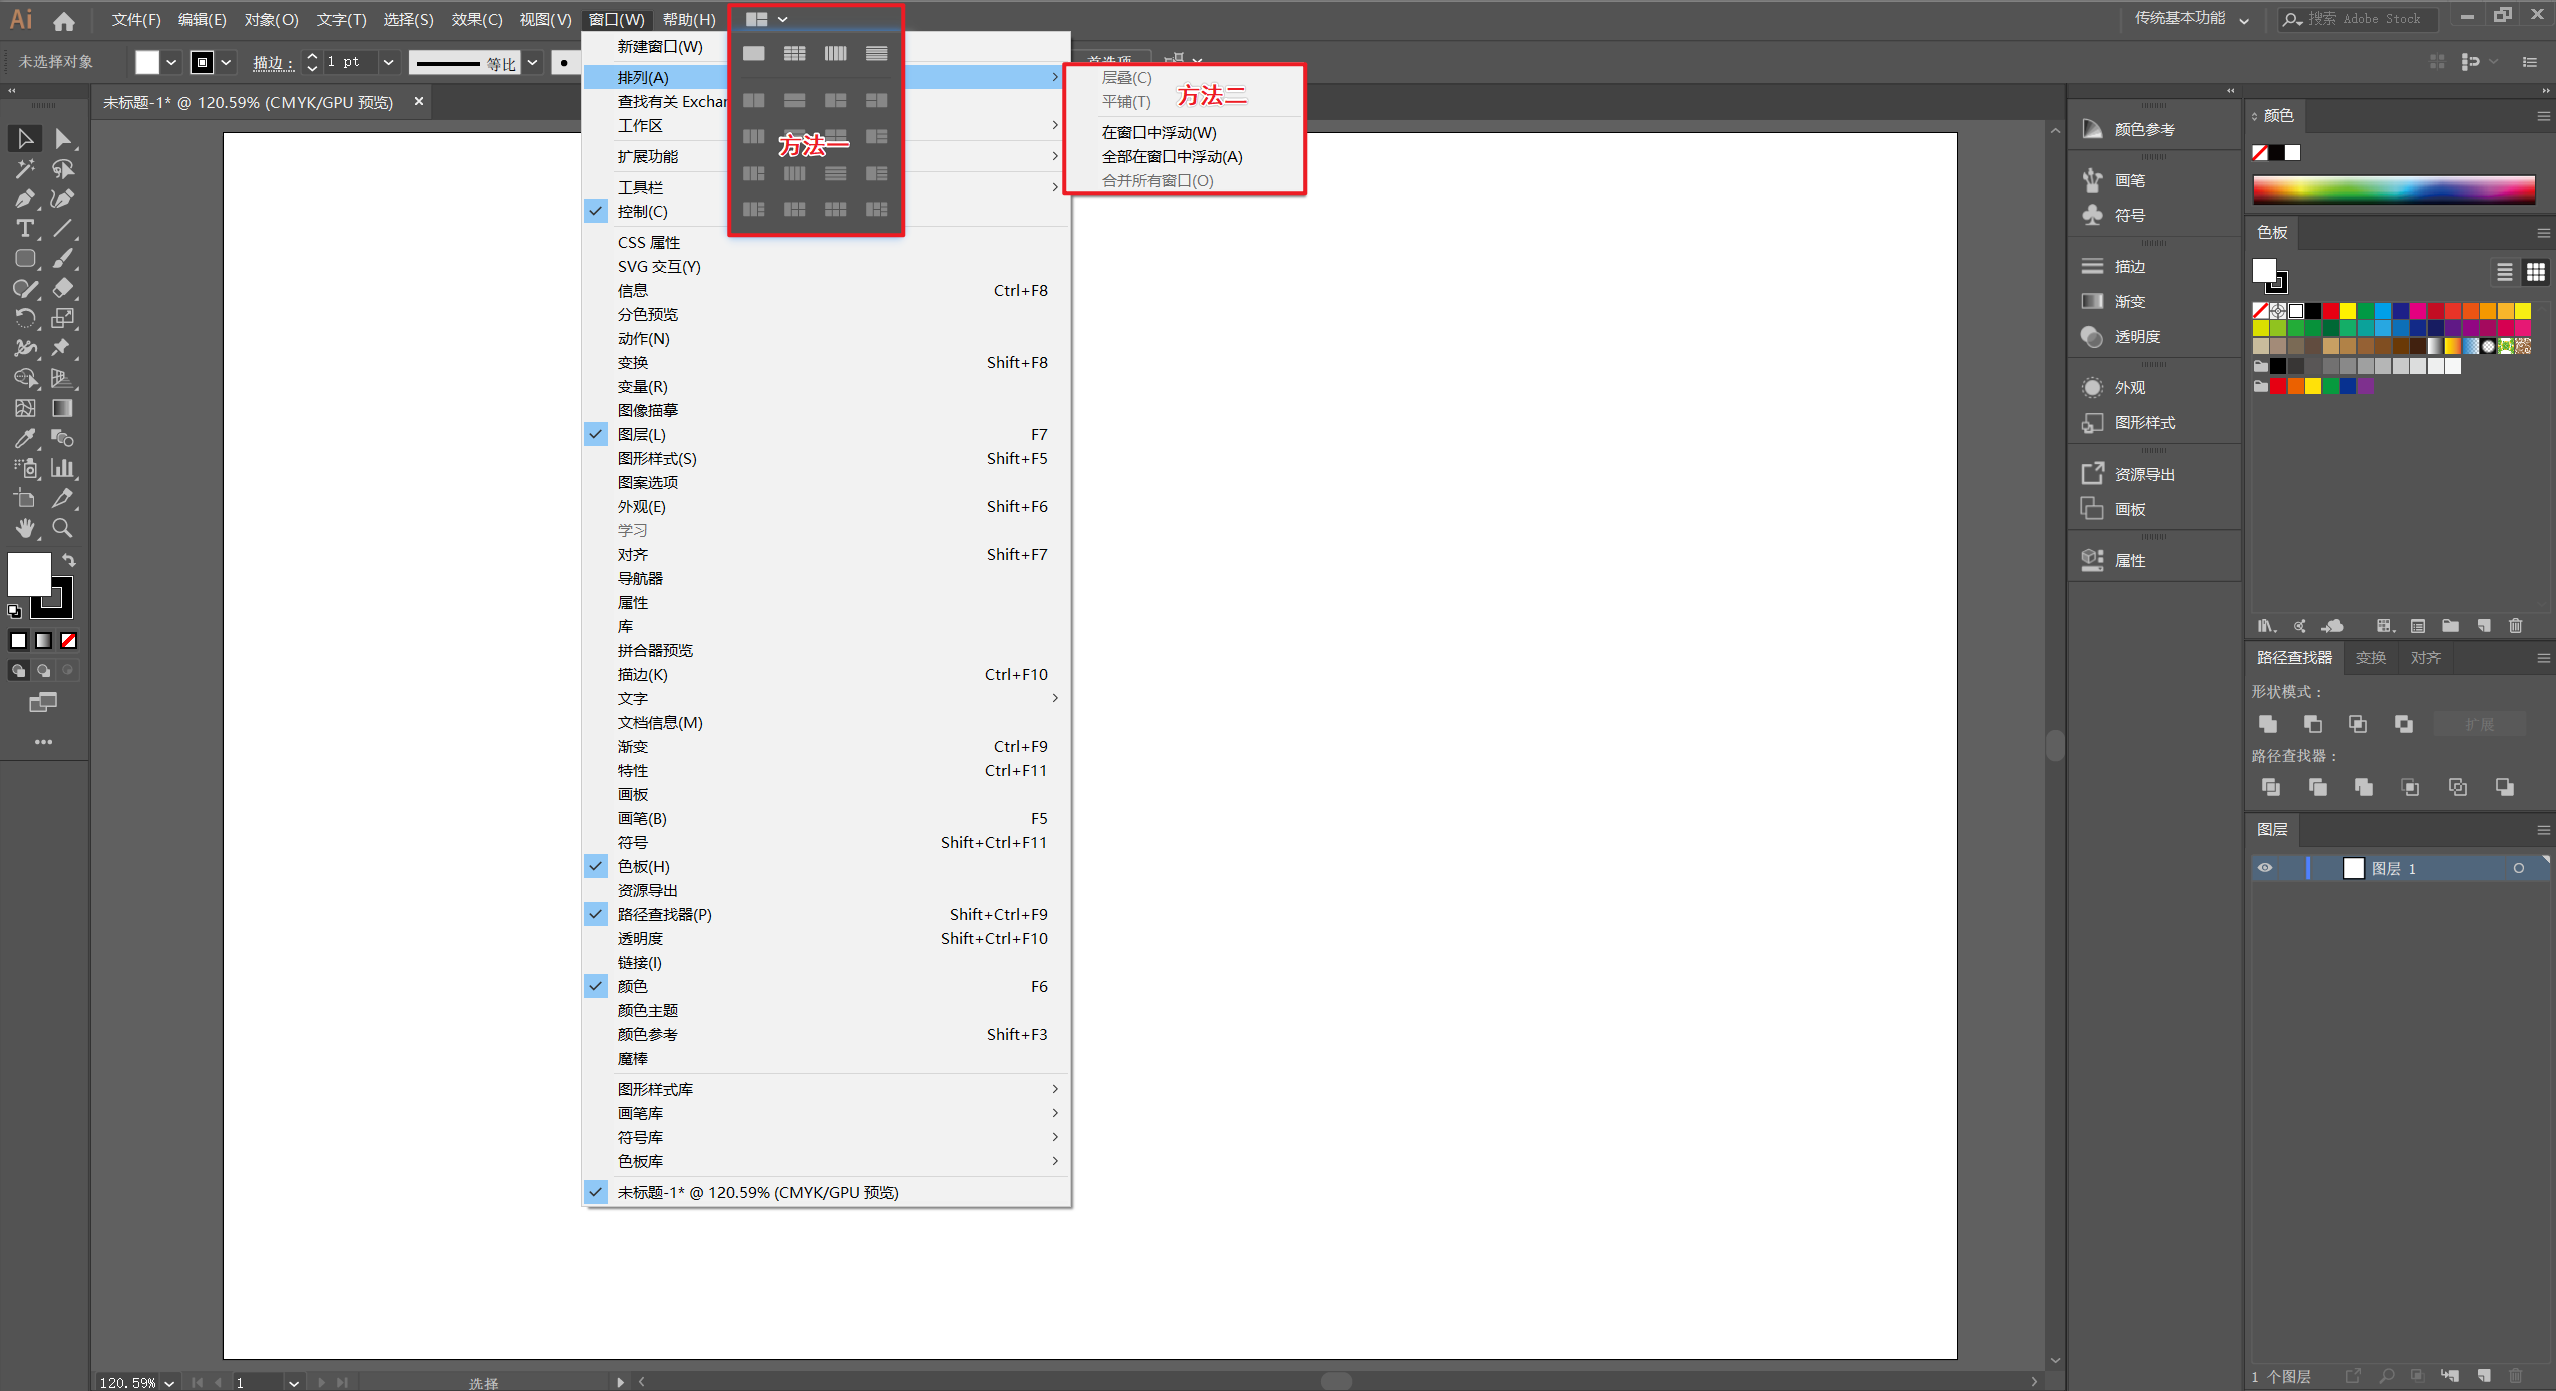 Ai 文件(F) 编辑(E) 对象(O) 文字(T) 选择(S) 效果(C) 视图(V) 窗口(W) 帮助(H) 传统基本功能 搜索 Adobe Stock
未选择对象 描边: 1 pt 等比 首选项
未标题-1* @ 120.59% (CMYK/GPU 预览) ×
新建窗口(W)
排列(A)
查找有关 Exchan
工作区
扩展功能
工具栏
控制(C)
CSS 属性
SVG 交互(Y)
信息 Ctrl+F8
分色预览
动作(N)
变换 Shift+F8
变量(R)
图像描摹
图层(L) F7
图形样式(S) Shift+F5
图案选项
外观(E) Shift+F6
学习
对齐 Shift+F7
导航器
属性
库
拼合器预览
描边(K) Ctrl+F10
文字
文档信息(M)
渐变 Ctrl+F9
特性 Ctrl+F11
画板
画笔(B) F5
符号 Shift+Ctrl+F11
色板(H)
资源导出
路径查找器(P) Shift+Ctrl+F9
透明度 Shift+Ctrl+F10
链接(I)
颜色 F6
颜色主题
颜色参考 Shift+F3
魔棒
图形样式库
画笔库
符号库
色板库
未标题-1* @ 120.59% (CMYK/GPU 预览)
方法一
层叠(C)
平铺(T)
方法二
在窗口中浮动(W)
全部在窗口中浮动(A)
合并所有窗口(O)
颜色参考
画笔
符号
描边
渐变
透明度
外观
图形样式
资源导出
画板
属性
颜色
色板
路径查找器 变换 对齐
形状模式:
扩展
路径查找器:
图层
图层 1
1 个图层
120.59% 1 选择